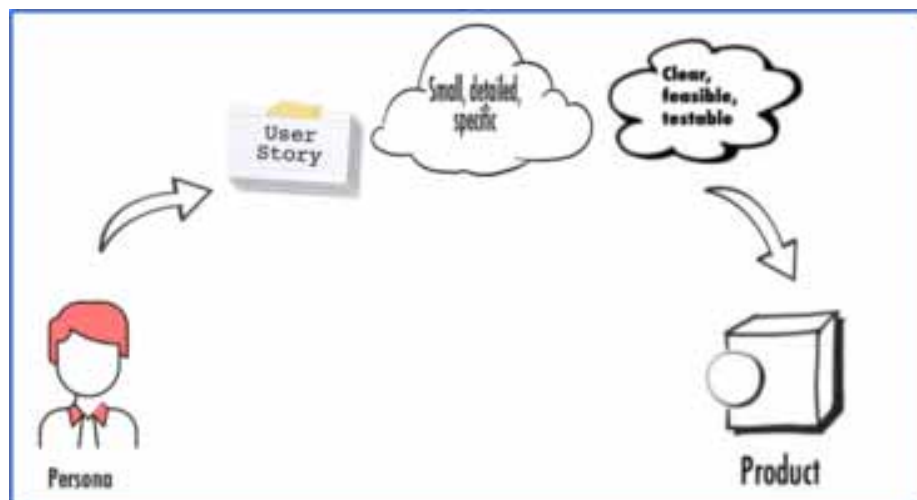 User
Story
Small, detailed,
specific
Clear,
feasible,
testable
Persona
Product